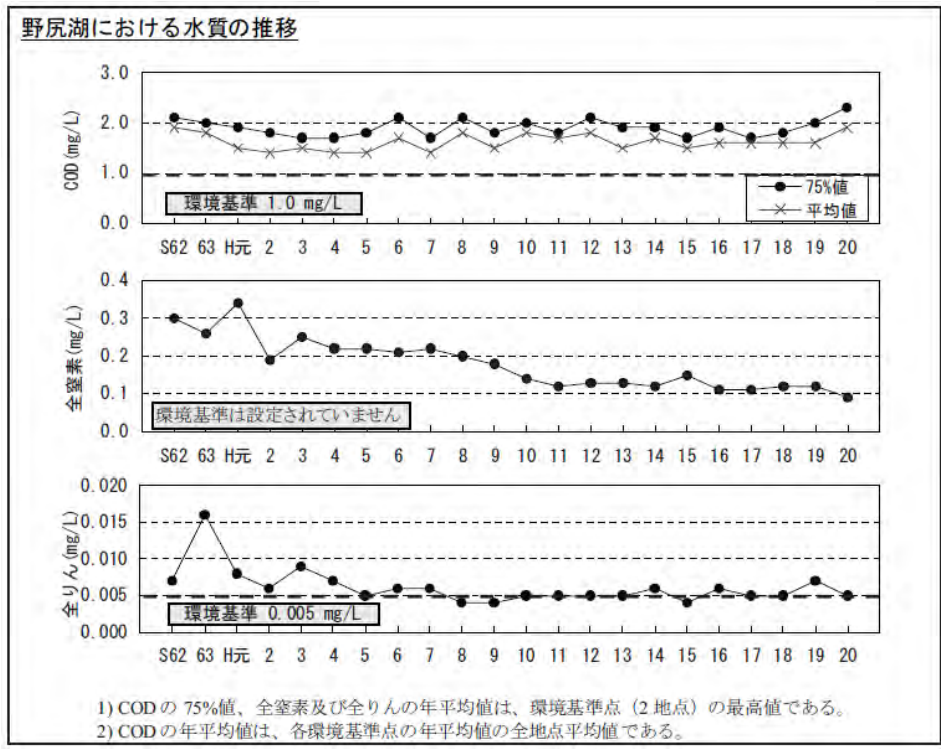 野尻湖における水質の推移
3.0
2.0
1.0
0.0
COD(mg/L)
環境基準 1.0 mg/L
75%値
平均値
S62 63 H元 2 3 4 5 6 7 8 9 10 11 12 13 14 15 16 17 18 19 20
0.4
0.3
0.2
0.1
0.0
全窒素(mg/L)
環境基準は設定されていません
S62 63 H元 2 3 4 5 6 7 8 9 10 11 12 13 14 15 16 17 18 19 20
0.020
0.015
0.010
0.005
0.000
全りん(mg/L)
環境基準 0.005 mg/L
S62 63 H元 2 3 4 5 6 7 8 9 10 11 12 13 14 15 16 17 18 19 20
1) CODの 75%値、全窒素及び全りんの年平均値は、環境基準点（2 地点）の最高値である。
2) CODの年平均値は、各環境基準点の年平均値の全地点平均値である。